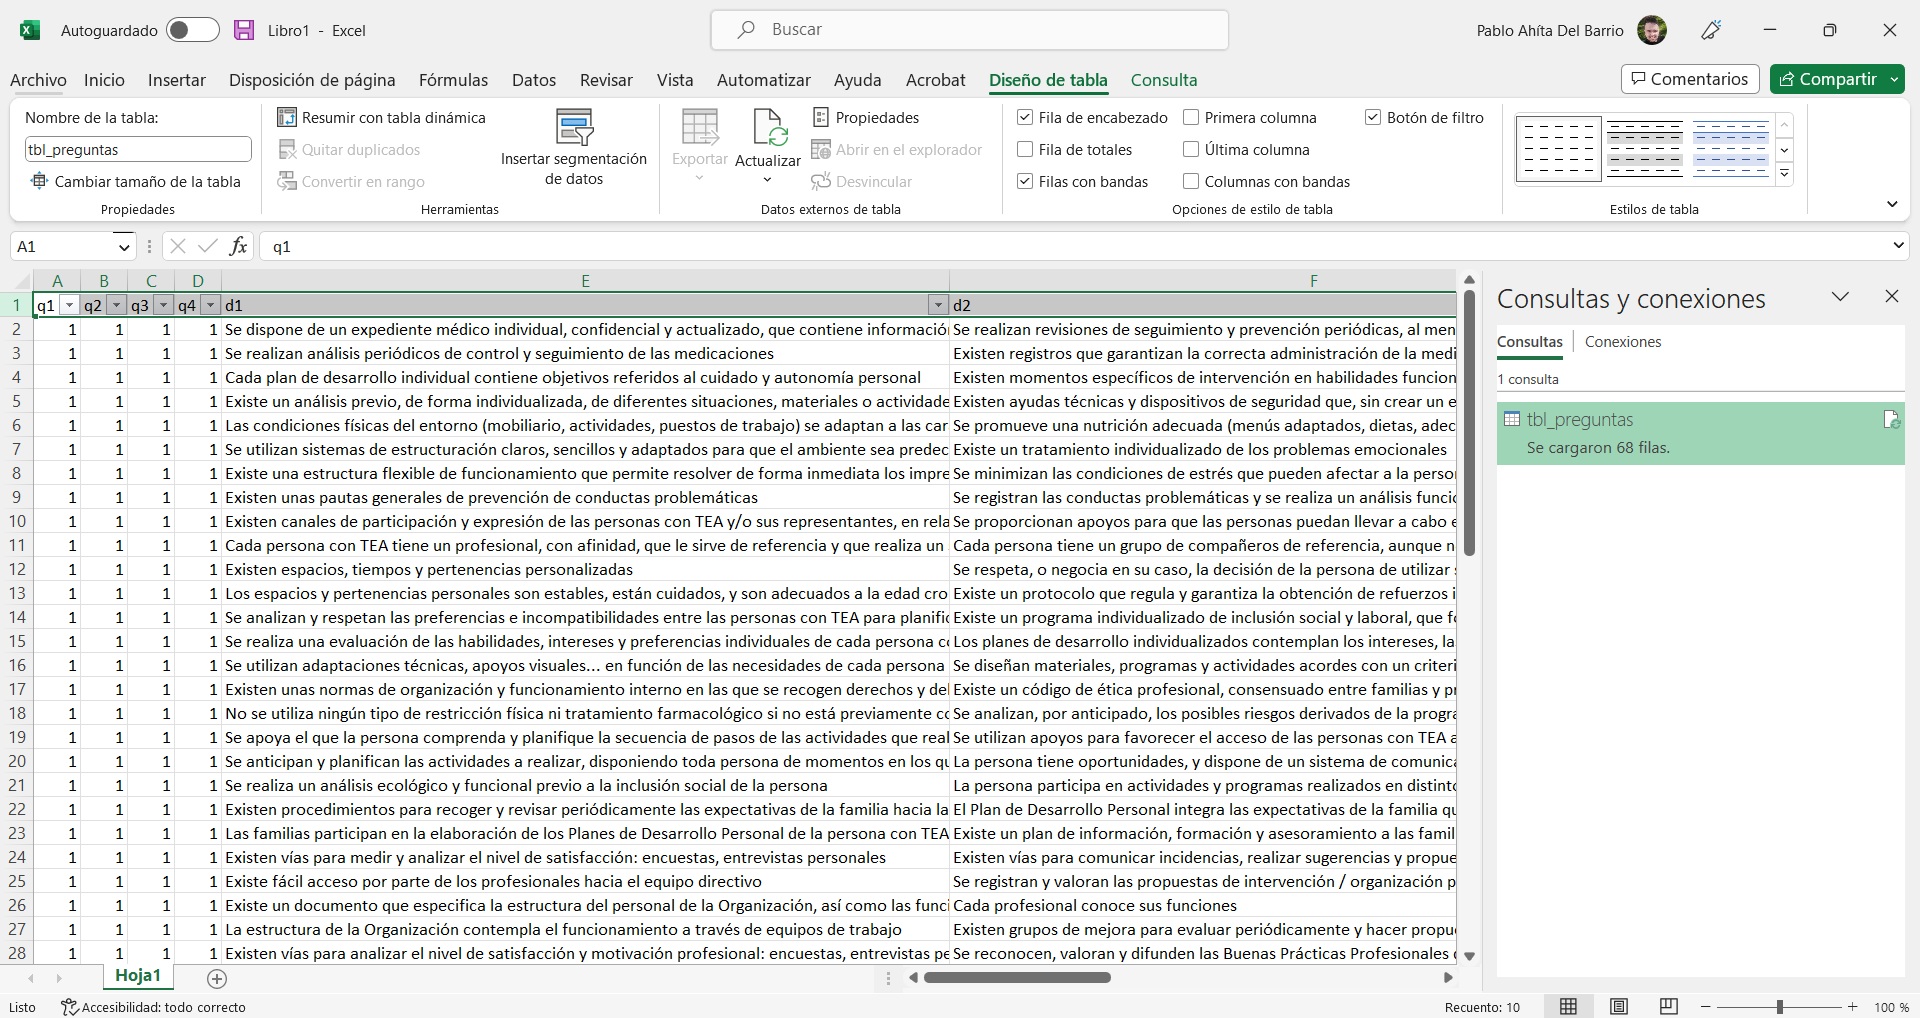 Autoguardado
Libro1 - Excel
Buscar
Pablo Ahíta Del Barrio
Archivo Inicio Insertar Disposición de página Fórmulas Datos Revisar Vista Automatizar Ayuda Acrobat Diseño de tabla Consulta
Comentarios
Compartir
Nombre de la tabla:
tbl_preguntas
Cambiar tamaño de la tabla
Propiedades
Resumir con tabla dinámica
Quitar duplicados
Convertir en rango
Insertar segmentación
de datos
Herramientas
Exportar
Actualizar
Propiedades
Abrir en el explorador
Desvincular
Datos externos de tabla
Fila de encabezado
Fila de totales
Filas con bandas
Primera columna
Última columna
Columnas con bandas
Botón de filtro
Opciones de estilo de tabla
Estilos de tabla
A1
fx
q1
A B C D E F
1 q1 q2 q3 q4 d1 d2
2 1 1 1 1 Se dispone de un expediente médico individual, confidencial y actualizado, que contiene información Se realizan revisiones de seguimiento y prevención periódicas, al men
3 1 1 1 1 Se realizan análisis periódicos de control y seguimiento de las medicaciones Existen registros que garantizan la correcta administración de la medi
4 1 1 1 1 Cada plan de desarrollo individual contiene objetivos referidos al cuidado y autonomía personal Existen momentos específicos de intervención en habilidades funcion
5 1 1 1 1 Existe un análisis previo, de forma individualizada, de diferentes situaciones, materiales o actividade Existen ayudas técnicas y dispositivos de seguridad que, sin crear un e
6 1 1 1 1 Las condiciones físicas del entorno (mobiliario, actividades, puestos de trabajo) se adaptan a las car Se promueve una nutrición adecuada (menús adaptados, dietas, adec
7 1 1 1 1 Se utilizan sistemas de estructuración claros, sencillos y adaptados para que el ambiente sea predec Existe un tratamiento individualizado de los problemas emocionales
8 1 1 1 1 Existe una estructura flexible de funcionamiento que permite resolver de forma inmediata los impre Se minimizan las condiciones de estrés que pueden afectar a la perso
9 1 1 1 1 Existen unas pautas generales de prevención de conductas problemáticas Se registran las conductas problemáticas y se realiza un análisis funcio
10 1 1 1 1 Existen canales de participación y expresión de las personas con TEA y/o sus representantes, en rela Se proporcionan apoyos para que las personas puedan llevar a cabo e
11 1 1 1 1 Cada persona con TEA tiene un profesional, con afinidad, que le sirve de referencia y que realiza un Cada persona tiene un grupo de compañeros de referencia, aunque n
12 1 1 1 1 Existen espacios, tiempos y pertenencias personalizadas Se respeta, o negocia en su caso, la decisión de la persona de utilizar
13 1 1 1 1 Los espacios y pertenencias personales son estables, están cuidados, y son adecuados a la edad cro Existe un protocolo que regula y garantiza la obtención de refuerzos i
14 1 1 1 1 Se analizan y respetan las preferencias e incompatibilidades entre las personas con TEA para planific Existe un programa individualizado de inclusión social y laboral, que fo
15 1 1 1 1 Se realiza una evaluación de las habilidades, intereses y preferencias individuales de cada persona co Los planes de desarrollo individualizados contemplan los intereses, la
16 1 1 1 1 Se utilizan adaptaciones técnicas, apoyos visuales... en función de las necesidades de cada persona Se diseñan materiales, programas y actividades acordes con un criteri
17 1 1 1 1 Existen unas normas de organización y funcionamiento interno en las que se recogen derechos y del Existe un código de ética profesional, consensuado entre familias y pr
18 1 1 1 1 No se utiliza ningún tipo de restricción física ni tratamiento farmacológico si no está previamente co Se analizan, por anticipado, los posibles riesgos derivados de la progra
19 1 1 1 1 Se apoya el que la persona comprenda y planifique la secuencia de pasos de las actividades que real Se utilizan apoyos para favorecer el acceso de las personas con TEA a
20 1 1 1 1 Se anticipan y planifican las actividades a realizar, disponiendo toda persona de momentos en los qu La persona tiene oportunidades, y dispone de un sistema de comunica
21 1 1 1 1 Se realiza un análisis ecológico y funcional previo a la inclusión social de la persona La persona participa en actividades y programas realizados en distinto
22 1 1 1 1 Existen procedimientos para recoger y revisar periódicamente las expectativas de la familia hacia la El Plan de Desarrollo Personal integra las expectativas de la familia qu
23 1 1 1 1 Las familias participan en la elaboración de los Planes de Desarrollo Personal de la persona con TEA Existe un plan de información, formación y asesoramiento a las famil
24 1 1 1 1 Existen vías para medir y analizar el nivel de satisfacción: encuestas, entrevistas personales Existen vías para comunicar incidencias, realizar sugerencias y propue
25 1 1 1 1 Existe fácil acceso por parte de los profesionales hacia el equipo directivo Se registran y valoran las propuestas de intervención / organización p
26 1 1 1 1 Existe un documento que especifica la estructura del personal de la Organización, así como las funci Cada profesional conoce sus funciones
27 1 1 1 1 La estructura de la Organización contempla el funcionamiento a través de equipos de trabajo Existen grupos de mejora para evaluar periódicamente y hacer propu
28 1 1 1 1 Existen vías para analizar el nivel de satisfacción y motivación profesional: encuestas, entrevistas pe Se reconocen, valoran y difunden las Buenas Prácticas Profesionales
Consultas y conexiones
Consultas Conexiones
1 consulta
tbl_preguntas
Se cargaron 68 filas.
Hoja1
Listo
Accesibilidad: todo correcto
Recuento: 10
100 %